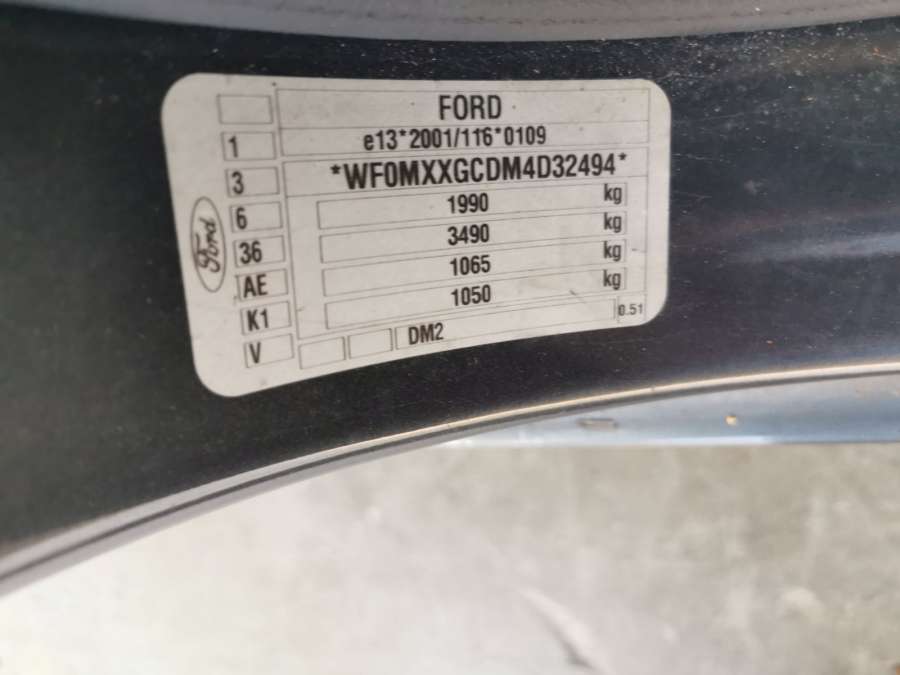 FORD
1 e13*2001/116*0109
3 *WF0MXXGCDM4D32494*
6 1990 kg
36 3490 kg
AE 1065 kg
K1 1050 kg
V DM2 0.51
Ford